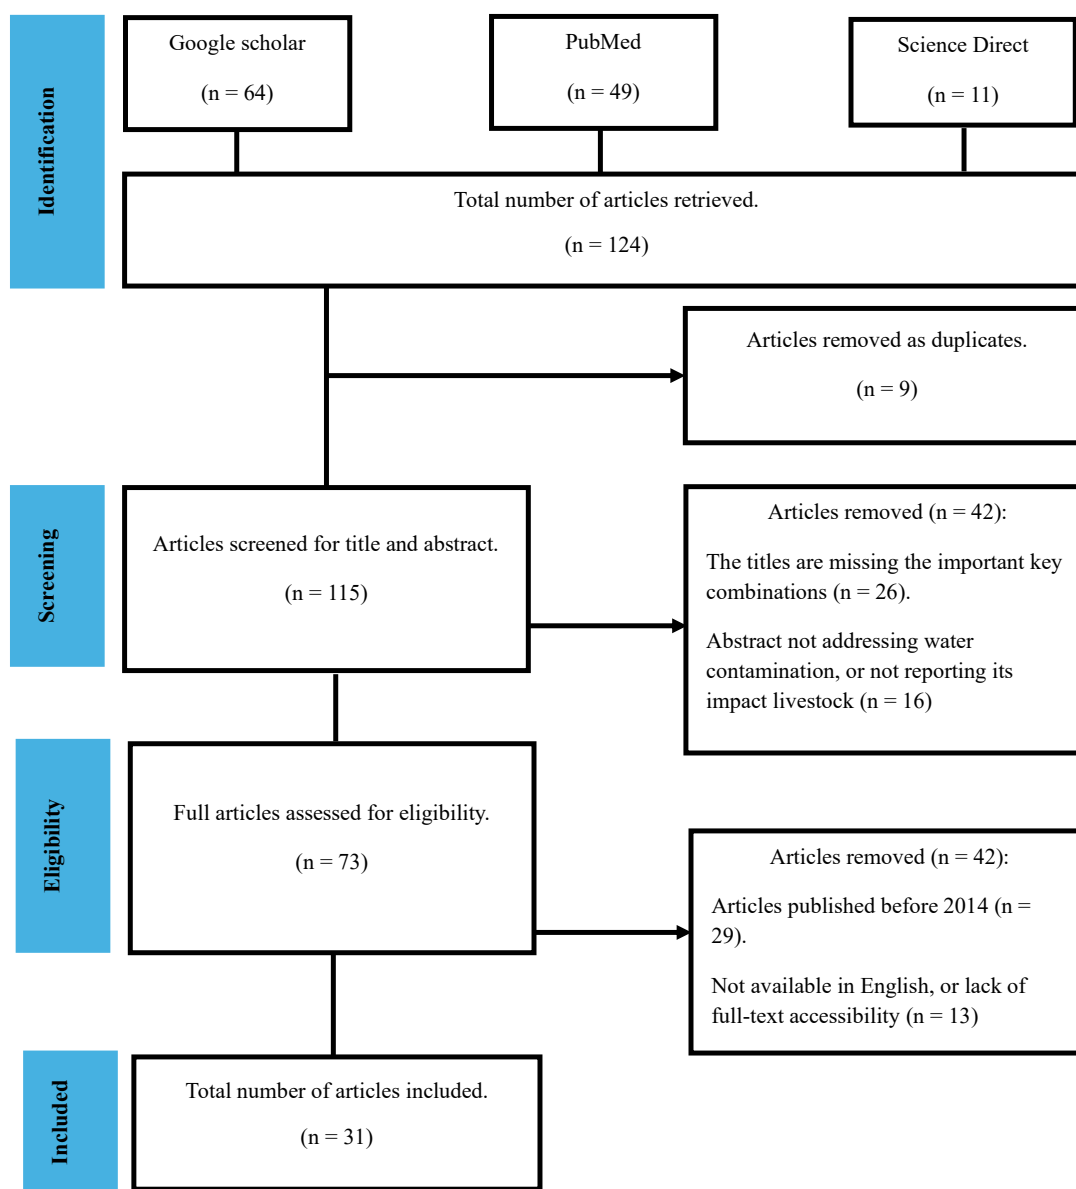 Identification
Google scholar
(n = 64)
PubMed
(n = 49)
Science Direct
(n = 11)
Total number of articles retrieved.
(n = 124)
Articles removed as duplicates.
(n = 9)
Screening
Articles screened for title and abstract.
(n = 115)
Articles removed (n = 42):
The titles are missing the important key
combinations (n = 26).
Abstract not addressing water
contamination, or not reporting its
impact livestock (n = 16)
Eligibility
Full articles assessed for eligibility.
(n = 73)
Articles removed (n = 42):
Articles published before 2014 (n =
29).
Not available in English, or lack of
full-text accessibility (n = 13)
Included
Total number of articles included.
(n = 31)